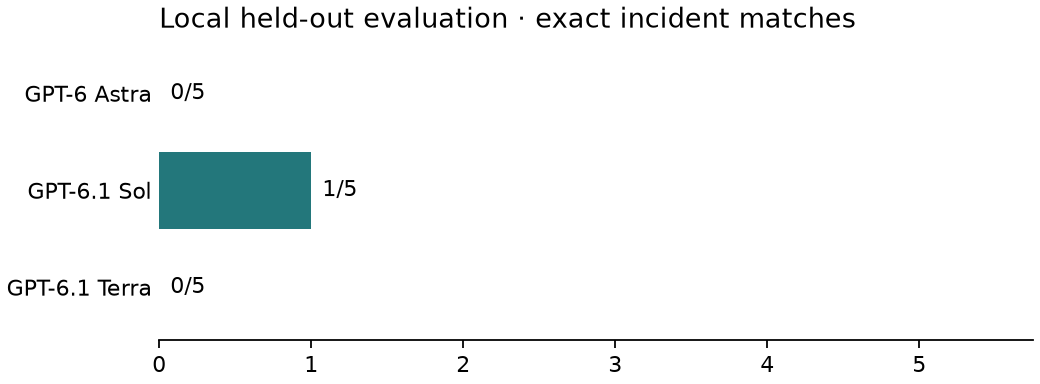 Local held-out evaluation · exact incident matches
GPT-6 Astra 0/5
GPT-6.1 Sol 1/5
GPT-6.1 Terra 0/5
0 1 2 3 4 5